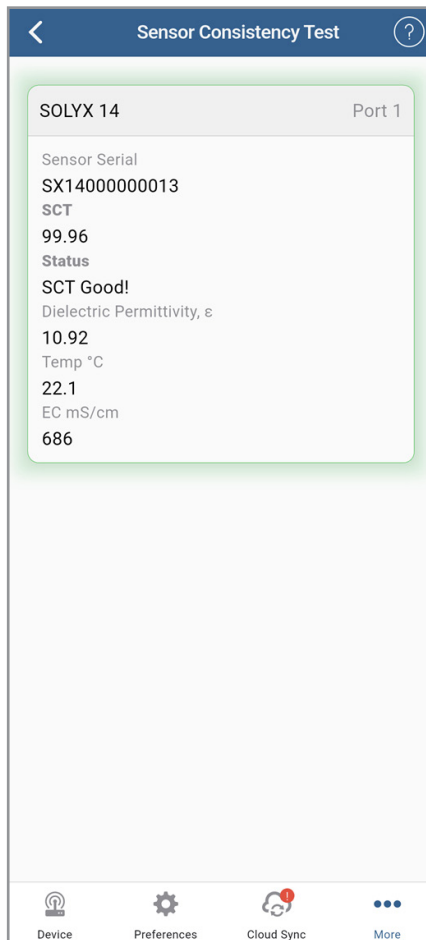 Sensor Consistency Test ?
SOLYX 14 Port 1
Sensor Serial
SX14000000013
SCT
99.96
Status
SCT Good!
Dielectric Permittivity, ε
10.92
Temp °C
22.1
EC mS/cm
686
!
Device Preferences Cloud Sync More